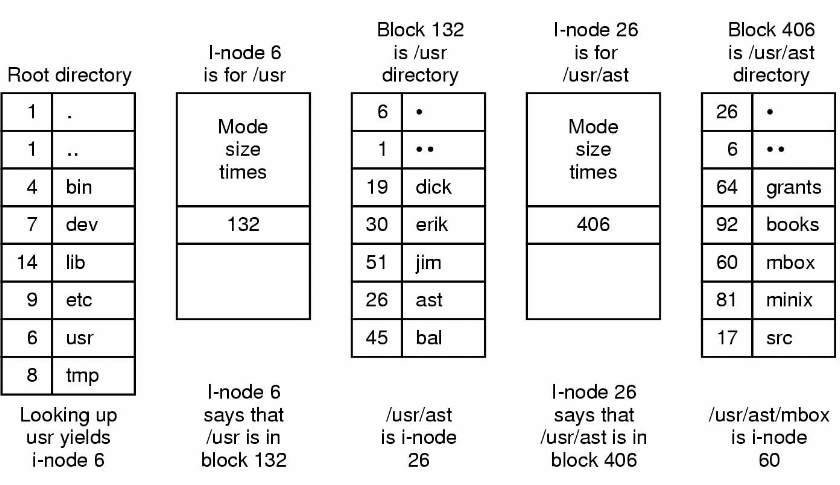 Root directory
1 .
1 ..
4 bin
7 dev
14 lib
9 etc
6 usr
8 tmp
Looking up
usr yields
i-node 6
I-node 6
is for /usr
Mode
size
times
132
I-node 6
says that
/usr is in
block 132
Block 132
is /usr
directory
6 •
1 ••
19 dick
30 erik
51 jim
26 ast
45 bal
/usr/ast
is i-node
26
I-node 26
is for
/usr/ast
Mode
size
times
406
I-node 26
says that
/usr/ast is in
block 406
Block 406
is /usr/ast
directory
26 •
6 ••
64 grants
92 books
60 mbox
81 minix
17 src
/usr/ast/mbox
is i-node
60